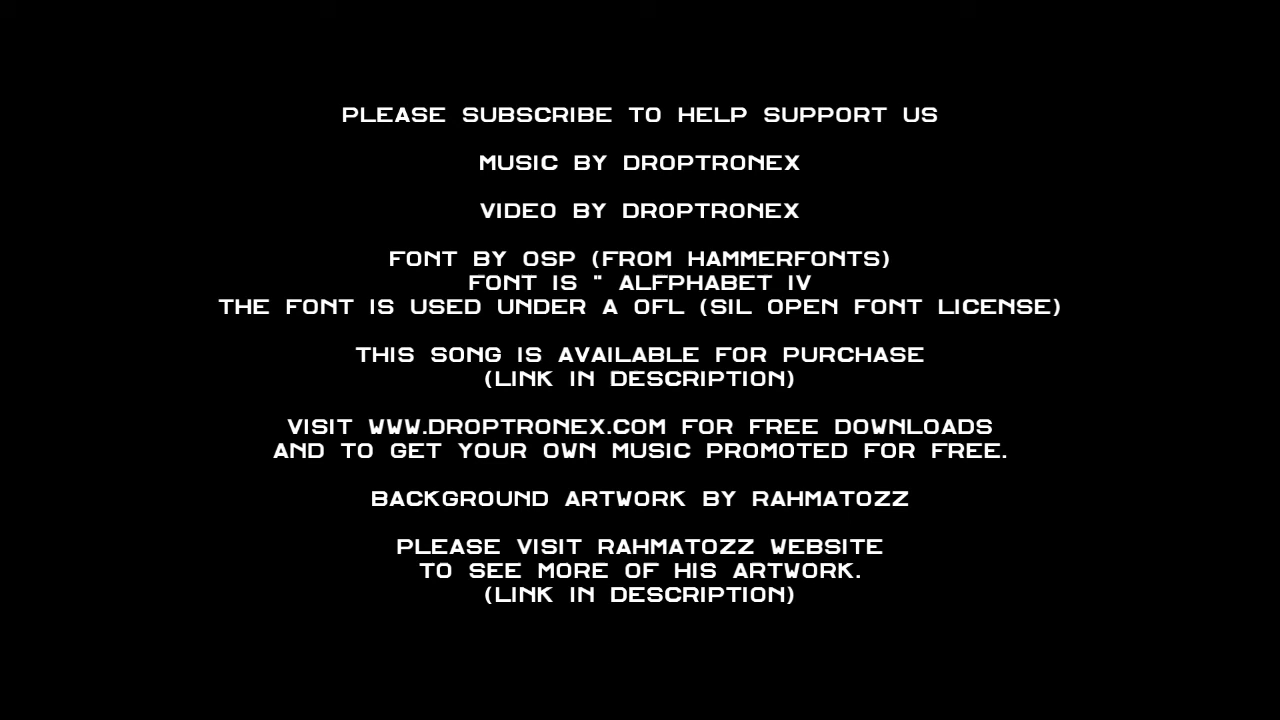 PLEASE SUBSCRIBE TO HELP SUPPORT US
MUSIC BY DROPTRONEX
VIDEO BY DROPTRONEX
FONT BY OSP (FROM HAMMERFONTS)
FONT IS " ALFPHABET IV
THE FONT IS USED UNDER A OFL (SIL OPEN FONT LICENSE)
THIS SONG IS AVAILABLE FOR PURCHASE
(LINK IN DESCRIPTION)
VISIT WWW.DROPTRONEX.COM FOR FREE DOWNLOADS
AND TO GET YOUR OWN MUSIC PROMOTED FOR FREE.
BACKGROUND ARTWORK BY RAHMATOZZ
PLEASE VISIT RAHMATOZZ WEBSITE
TO SEE MORE OF HIS ARTWORK.
(LINK IN DESCRIPTION)